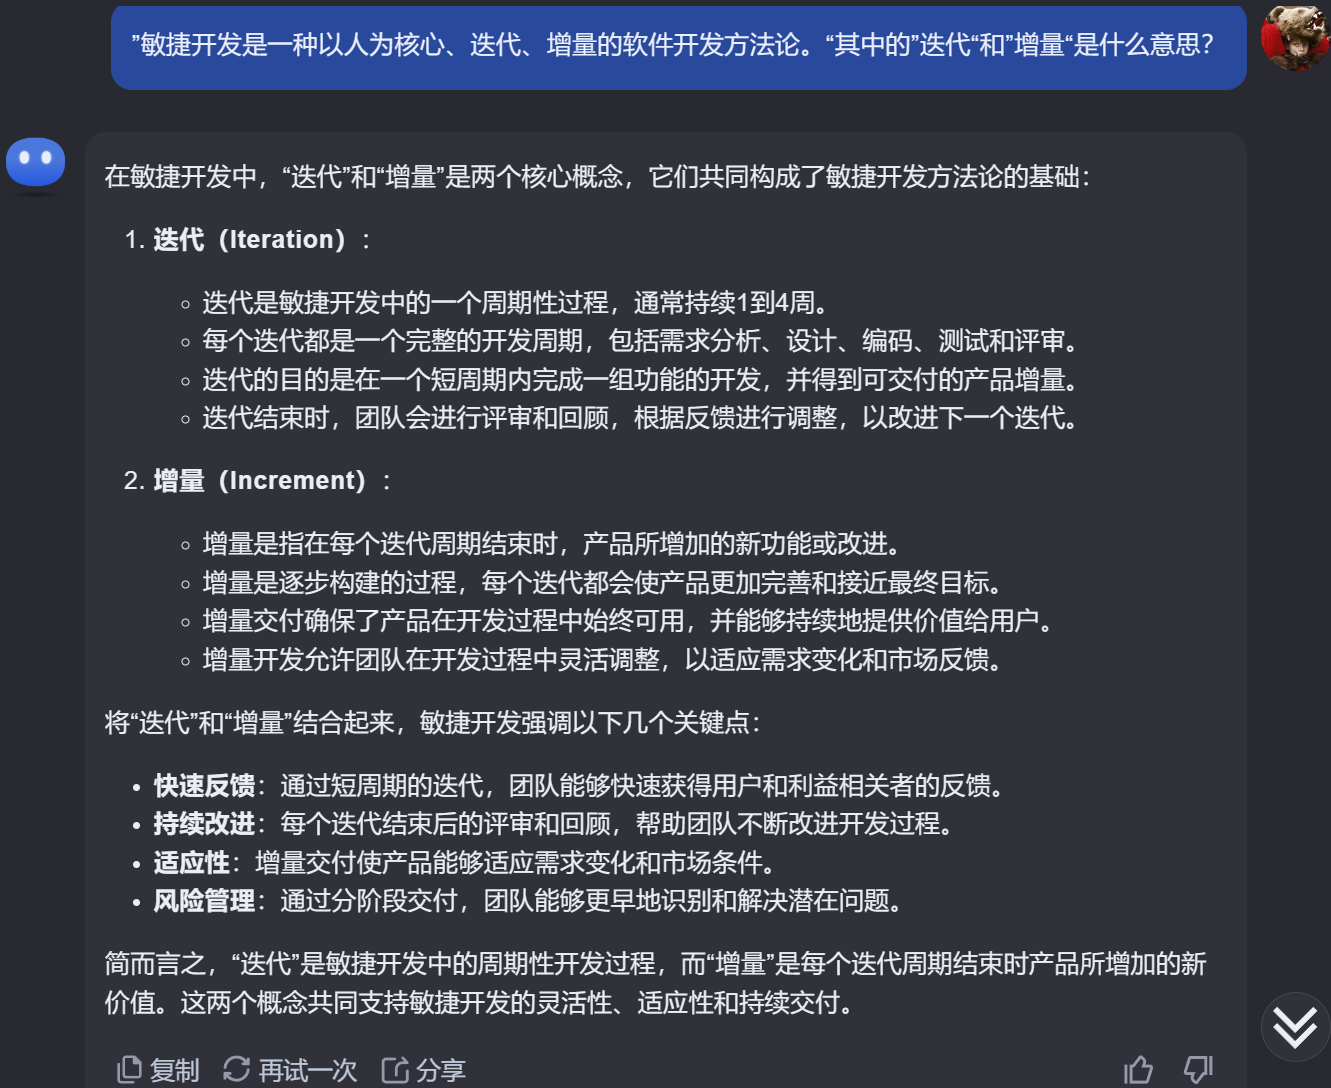 ”敏捷开发是一种以人为核心、迭代、增量的软件开发方法论。“其中的”迭代“和”增量“是什么意思？
在敏捷开发中，“迭代”和“增量”是两个核心概念，它们共同构成了敏捷开发方法论的基础：
1. 迭代（Iteration）：
迭代是敏捷开发中的一个周期性过程，通常持续1到4周。
每个迭代都是一个完整的开发周期，包括需求分析、设计、编码、测试和评审。
迭代的目的是在一个短周期内完成一组功能的开发，并得到可交付的产品增量。
迭代结束时，团队会进行评审和回顾，根据反馈进行调整，以改进下一个迭代。
2. 增量（Increment）：
增量是指在每个迭代周期结束时，产品所增加的新功能或改进。
增量是逐步构建的过程，每个迭代都会使产品更加完善和接近最终目标。
增量交付确保了产品在开发过程中始终可用，并能够持续地提供价值给用户。
增量开发允许团队在开发过程中灵活调整，以适应需求变化和市场反馈。
将“迭代”和“增量”结合起来，敏捷开发强调以下几个关键点：
• 快速反馈：通过短周期的迭代，团队能够快速获得用户和利益相关者的反馈。
• 持续改进：每个迭代结束后的评审和回顾，帮助团队不断改进开发过程。
• 适应性：增量交付使产品能够适应需求变化和市场条件。
• 风险管理：通过分阶段交付，团队能够更早地识别和解决潜在问题。
简而言之，“迭代”是敏捷开发中的周期性开发过程，而“增量”是每个迭代周期结束时产品所增加的新
价值。这两个概念共同支持敏捷开发的灵活性、适应性和持续交付。
复制 再试一次 分享